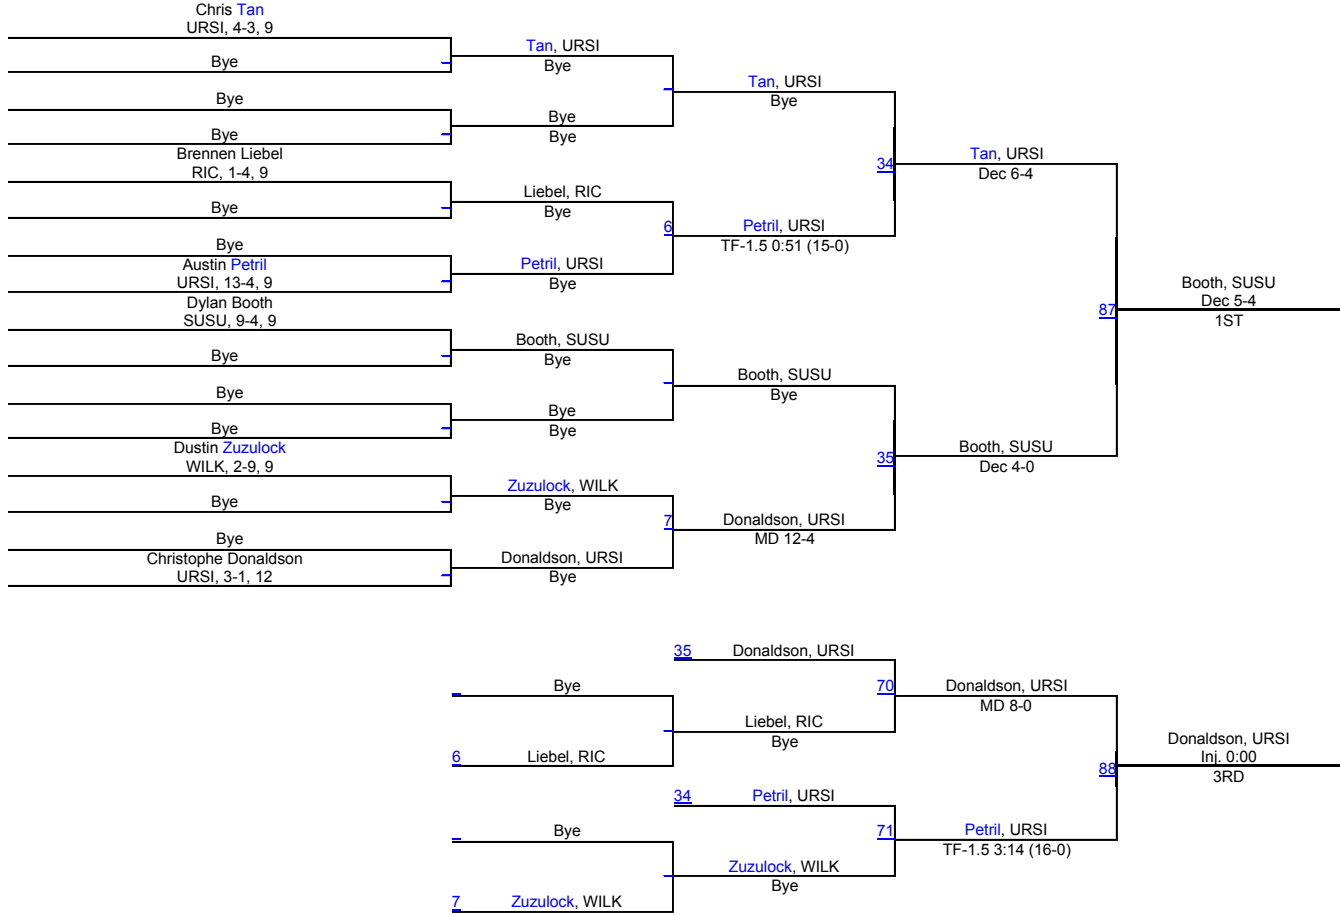 Chris Tan
URSI, 4-3, 9
Bye
Bye
Bye
Brennen Liebel
RIC, 1-4, 9
Bye
Bye
Austin Petril
URSI, 13-4, 9
Dylan Booth
SUSU, 9-4, 9
Bye
Bye
Bye
Dustin Zuzulock
WILK, 2-9, 9
Bye
Bye
Christophe Donaldson
URSI, 3-1, 12
Tan, URSI
Bye
Bye
Bye
Liebel, RIC
Bye
6
Petril, URSI
Bye
Booth, SUSU
Bye
Bye
Bye
Zuzulock, WILK
Bye
7
Donaldson, URSI
Bye
Tan, URSI
Bye
34
Petril, URSI
TF-1.5 0:51 (15-0)
Booth, SUSU
Bye
35
Donaldson, URSI
MD 12-4
Tan, URSI
Dec 6-4
87
Booth, SUSU
Dec 4-0
Booth, SUSU
Dec 5-4
1ST
35 Donaldson, URSI
Bye
70
Liebel, RIC
Bye
6 Liebel, RIC
Donaldson, URSI
MD 8-0
88
34 Petril, URSI
Bye
71
Zuzulock, WILK
Bye
7 Zuzulock, WILK
Petril, URSI
TF-1.5 3:14 (16-0)
Donaldson, URSI
Inj. 0:00
3RD